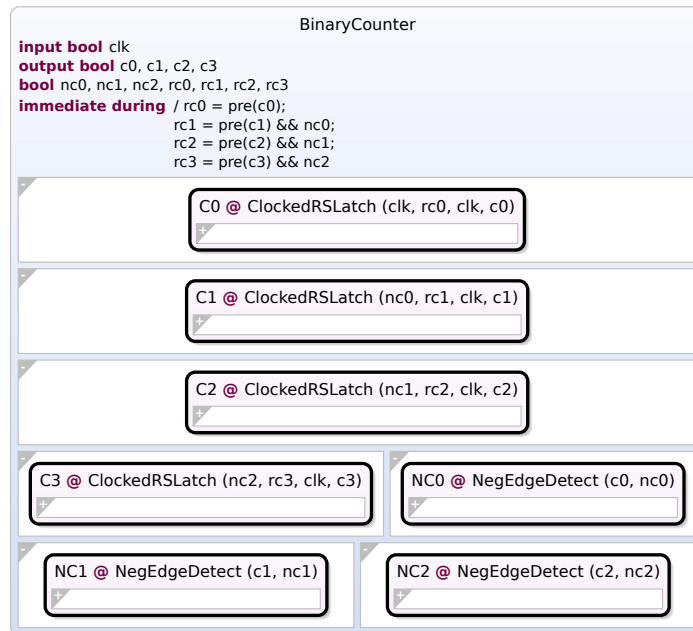 BinaryCounter
input bool clk
output bool c0, c1, c2, c3
bool nc0, nc1, nc2, rc0, rc1, rc2, rc3
immediate during / rc0 = pre(c0);
rc1 = pre(c1) && nc0;
rc2 = pre(c2) && nc1;
rc3 = pre(c3) && nc2
-
C0 @ ClockedRSLatch (clk, rc0, clk, c0)
+
-
C1 @ ClockedRSLatch (nc0, rc1, clk, c1)
+
-
C2 @ ClockedRSLatch (nc1, rc2, clk, c2)
+
-
C3 @ ClockedRSLatch (nc2, rc3, clk, c3)
+
-
NC0 @ NegEdgeDetect (c0, nc0)
+
-
NC1 @ NegEdgeDetect (c1, nc1)
+
-
NC2 @ NegEdgeDetect (c2, nc2)
+